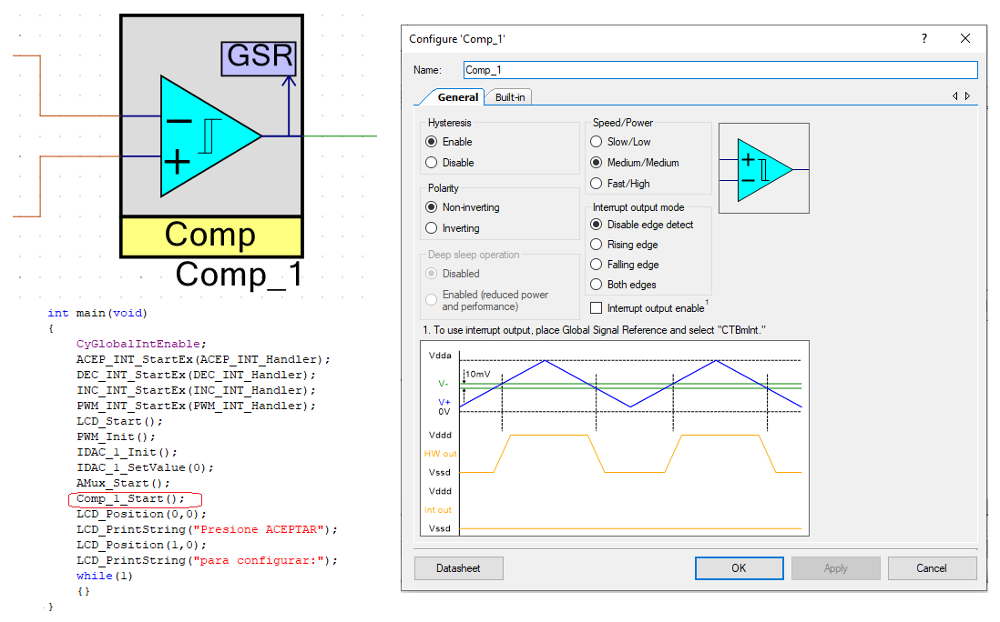 GSR
Comp
Comp_1
int main(void)
{
CyGlobalIntEnable;
ACEP_INT_StartEx(ACEP_INT_Handler);
DEC_INT_StartEx(DEC_INT_Handler);
INC_INT_StartEx(INC_INT_Handler);
PWM_INT_StartEx(PWM_INT_Handler);
LCD_Start();
PWM_Init();
IDAC_1_Init();
IDAC_1_SetValue(0);
AMux_Start();
Comp_1_Start();
LCD_Position(0,0);
LCD_PrintString("Presione ACEPTAR");
LCD_Position(1,0);
LCD_PrintString("para configurar:");
while(1)
{}
}
Configure 'Comp_1'
?
Name:
Comp_1
General
Built-in
Hysteresis
Enable
Disable
Polarity
Non-inverting
Inverting
Deep sleep operation
Disabled
Enabled (reduced power
and performance)
Speed/Power
Slow/Low
Medium/Medium
Fast/High
Interrupt output mode
Disable edge detect
Rising edge
Falling edge
Both edges
Interrupt output enable1
1. To use interrupt output, place Global Signal Reference and select "CTBmInt."
Vdda
10mV
V-
V+
0V
Vddd
HW out
Vssd
Vddd
Int out
Vssd
Datasheet
OK
Apply
Cancel